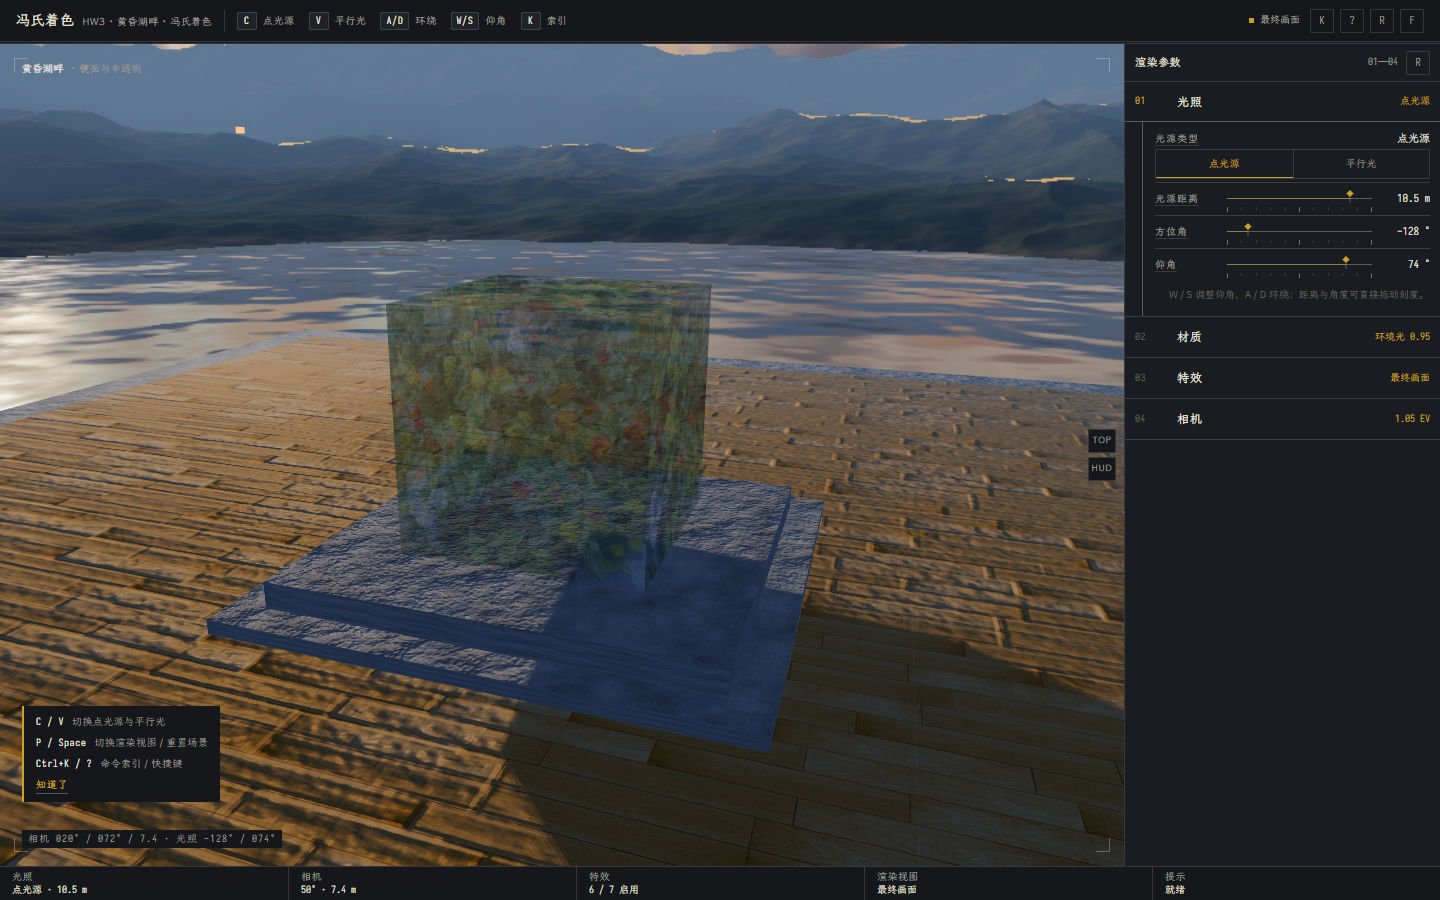 冯氏着色 HW3 · 黄昏湖畔 · 冯氏着色 C 点光源 V 平行光 A/D 环绕 W/S 仰角 K 索引 最终画面 K ? R F
黄昏湖畔 · 镜面与半透明
渲染参数 01—04 R
01 光照 点光源
光源类型 点光源
点光源 平行光
光源距离 10.5 m
方位角 -128 °
仰角 74 °
W / S 调整仰角，A / D 环绕；距离与角度可直接拖动刻度。
02 材质 环境光 0.95
03 特效 最终画面
04 相机 1.05 EV
TOP
HUD
C / V 切换点光源与平行光
P / Space 切换渲染视图 / 重置场景
Ctrl+K / ? 命令索引 / 快捷键
知道了
相机 020° / 072° / 7.4 · 光照 -128° / 074°
光照 相机 特效 渲染视图 提示
点光源 · 10.5 m 50° · 7.4 m 6 / 7 启用 最终画面 就绪